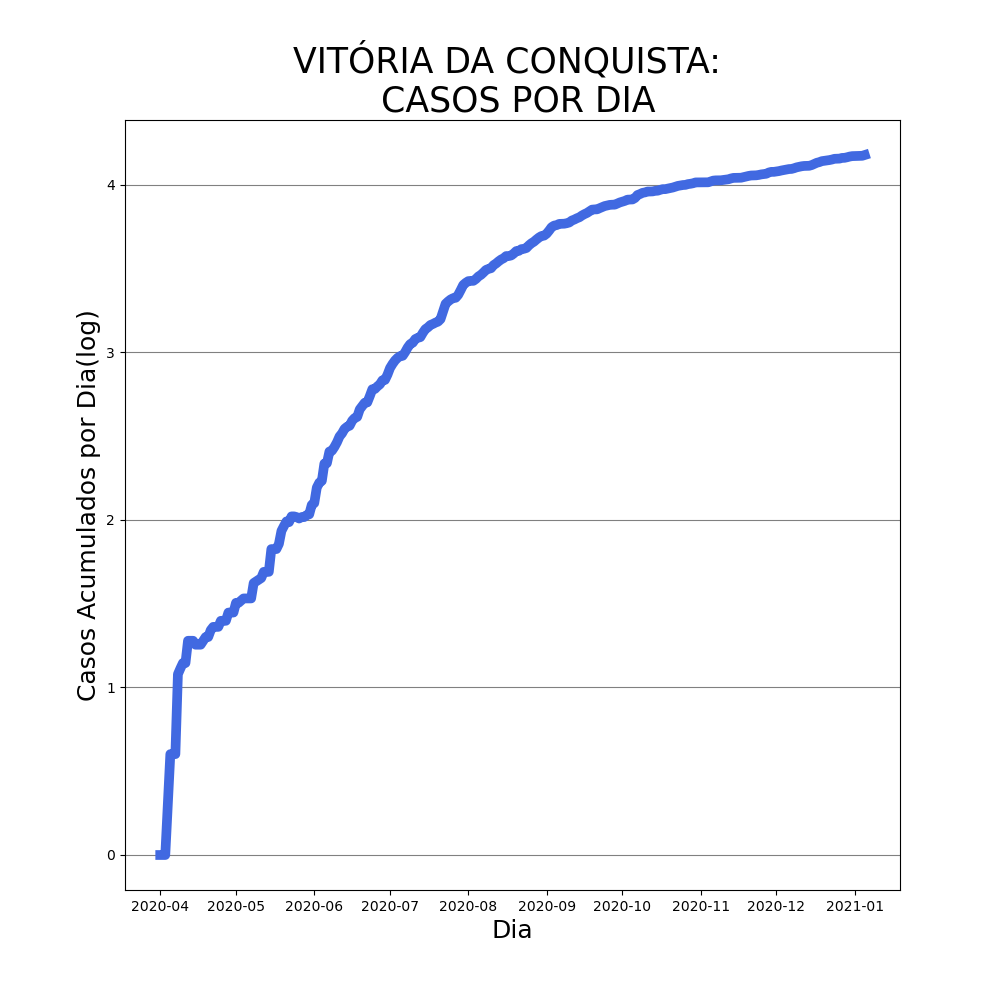 VITÓRIA DA CONQUISTA:
CASOS POR DIA
Casos Acumulados por Dia(log)
4
3
2
1
0
2020-04 2020-05 2020-06 2020-07 2020-08 2020-09 2020-10 2020-11 2020-12 2021-01
Dia